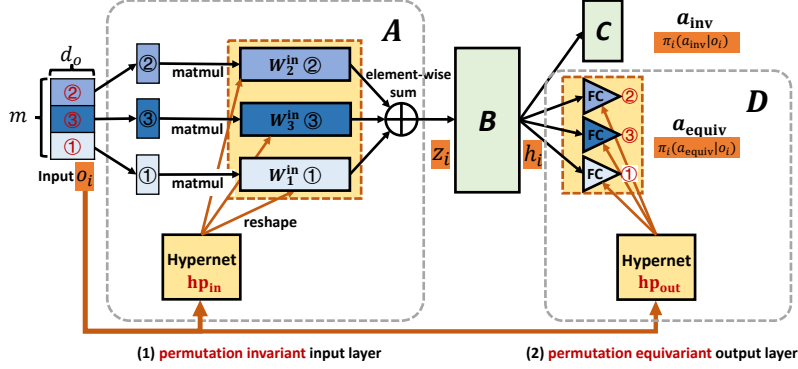 A
C
a_inv
π_i(a_inv|o_i)
d_o
m
②
③
①
②
③
①
matmul
matmul
matmul
W_2^in ②
W_3^in ③
W_1^in ①
element-wise
sum
z_i
B
h_i
D
FC ②
FC ③
FC ①
a_equiv
π_i(a_equiv|o_i)
Input o_i
reshape
Hypernet
hp_in
Hypernet
hp_out
(1) permutation invariant input layer
(2) permutation equivariant output layer